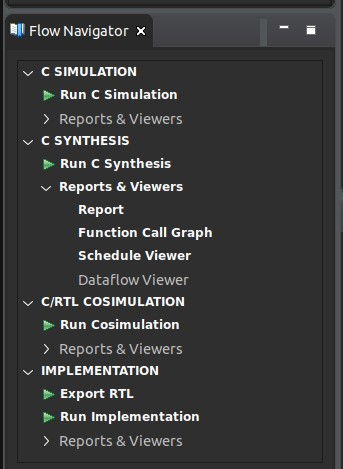 Flow Navigator
C SIMULATION
Run C Simulation
Reports & Viewers
C SYNTHESIS
Run C Synthesis
Reports & Viewers
Report
Function Call Graph
Schedule Viewer
Dataflow Viewer
C/RTL COSIMULATION
Run Cosimulation
Reports & Viewers
IMPLEMENTATION
Export RTL
Run Implementation
Reports & Viewers